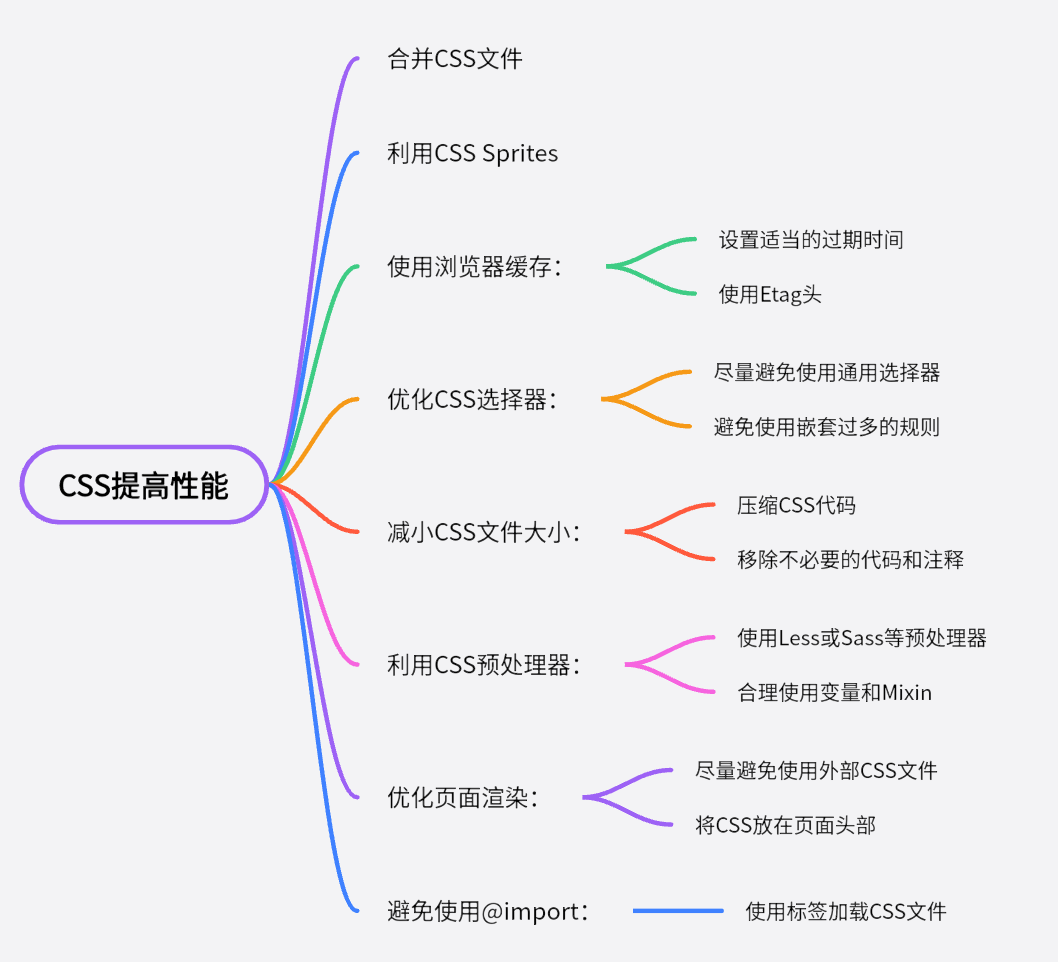 CSS提高性能
合并CSS文件
利用CSS Sprites
使用浏览器缓存：
设置适当的过期时间
使用Etag头
优化CSS选择器：
尽量避免使用通用选择器
避免使用嵌套过多的规则
减小CSS文件大小：
压缩CSS代码
移除不必要的代码和注释
利用CSS预处理器：
使用Less或Sass等预处理器
合理使用变量和Mixin
优化页面渲染：
尽量避免使用外部CSS文件
将CSS放在页面头部
避免使用@import：
使用标签加载CSS文件